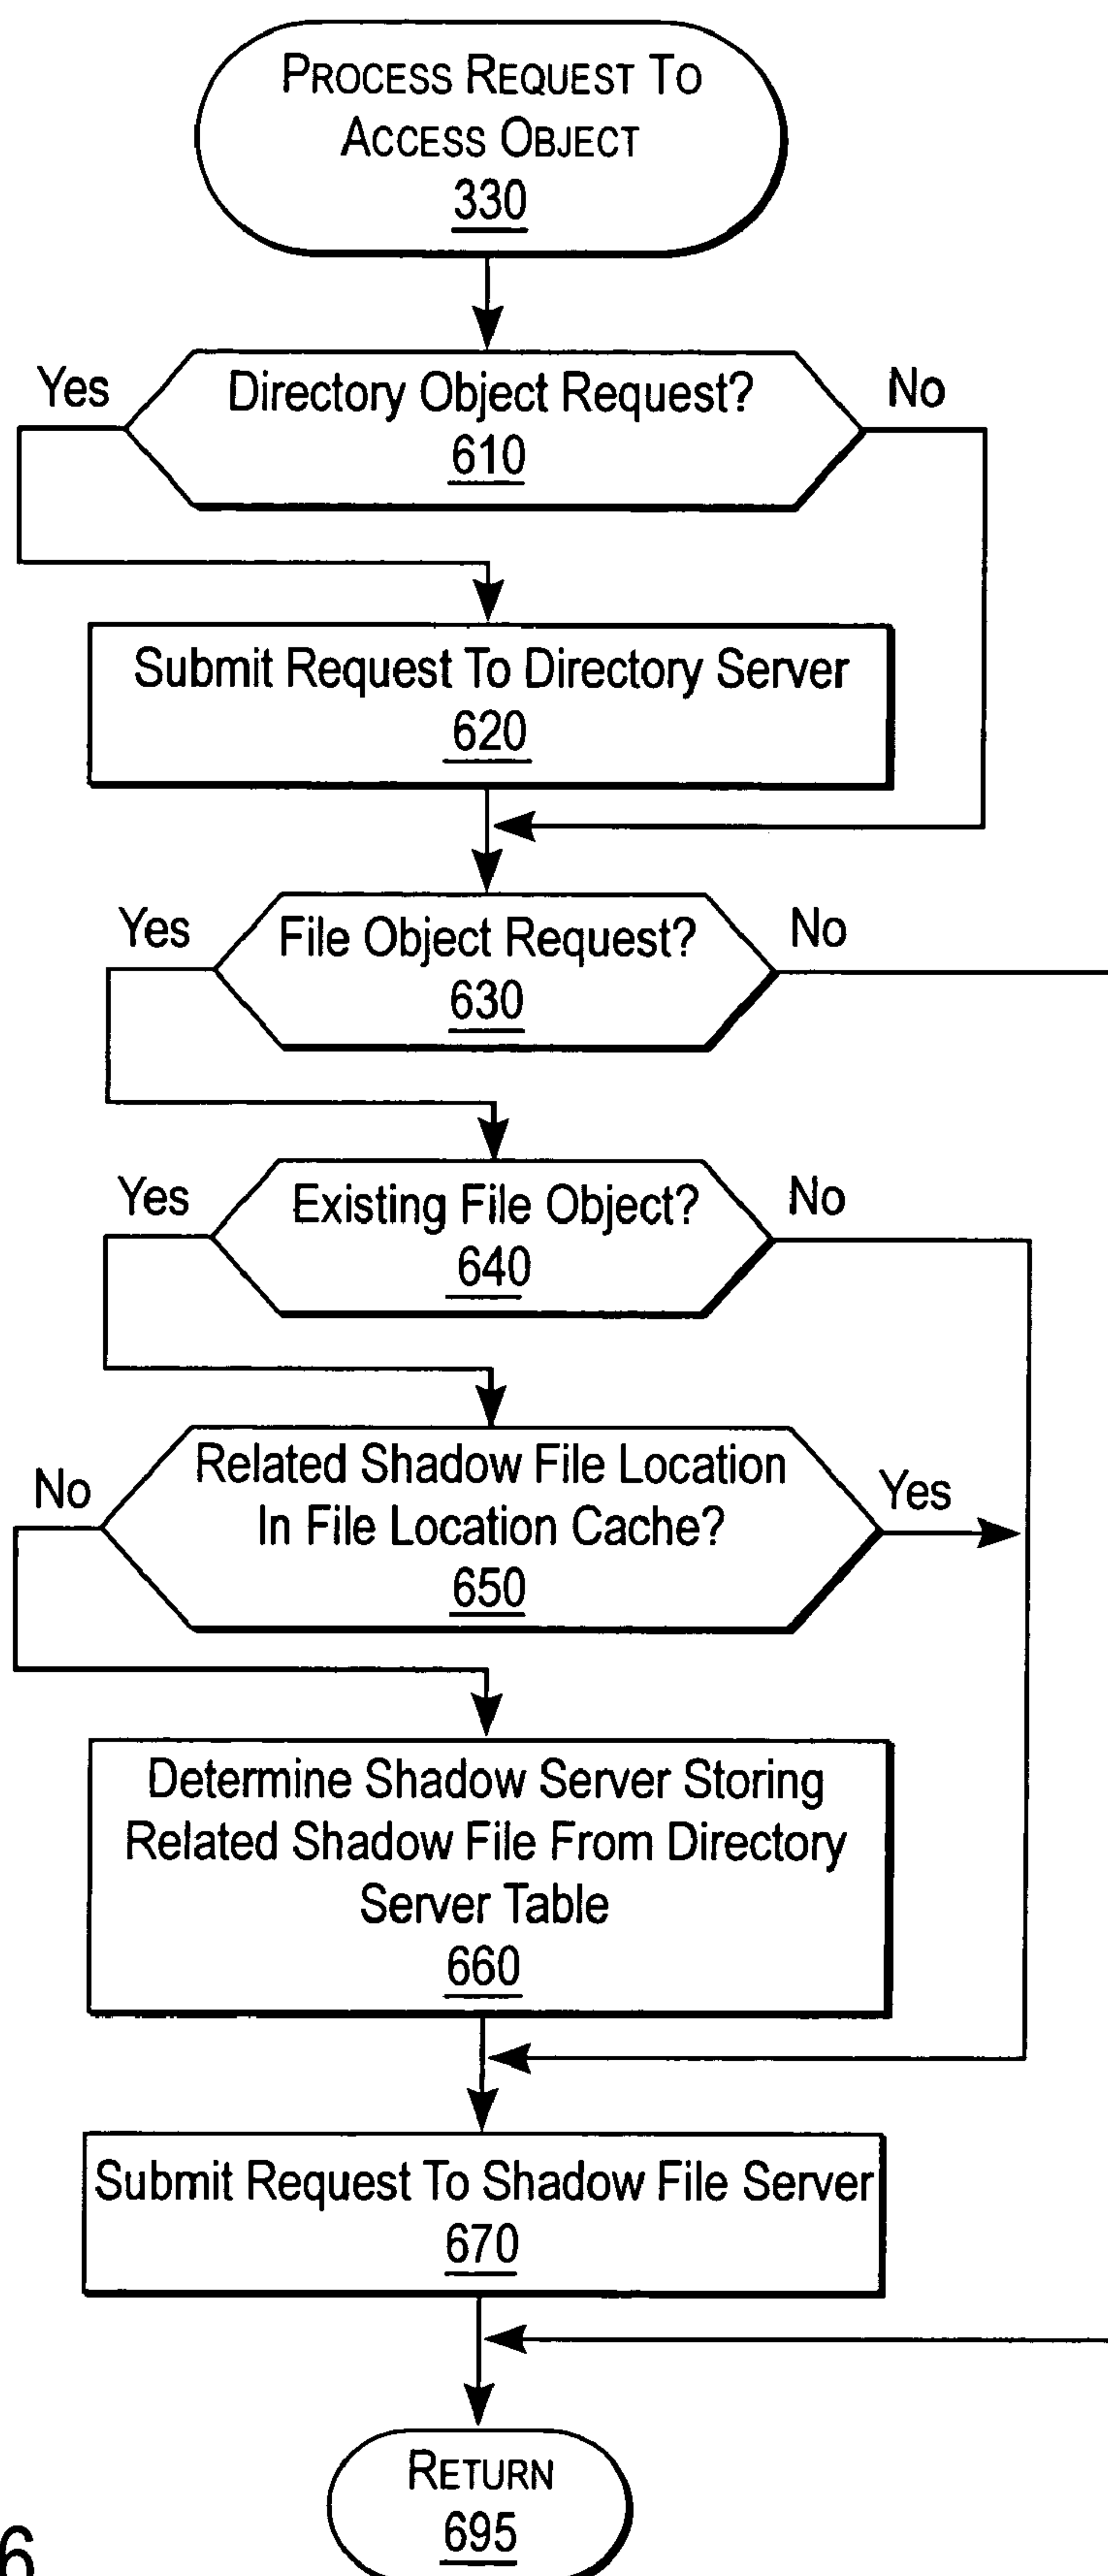 PROCESS REQUEST TO
ACCESS OBJECT
330
Yes
Directory Object Request?
No
610
Submit Request To Directory Server
620
Yes
File Object Request?
No
630
Yes
Existing File Object?
No
640
Related Shadow File Location
No
Yes
In File Location Cache?
650
Determine Shadow Server Storing
Related Shadow File From Directory
Server Table
660
Submit Request To Shadow File Server
670
RETURN
695
6